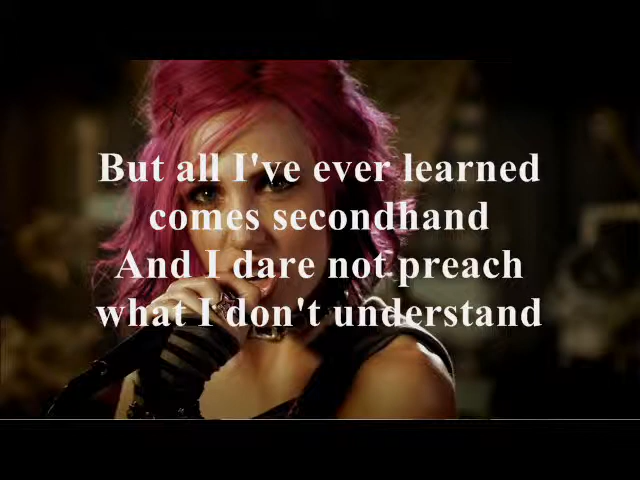 But all I've ever learned
comes secondhand
And I dare not preach
what I don't understand